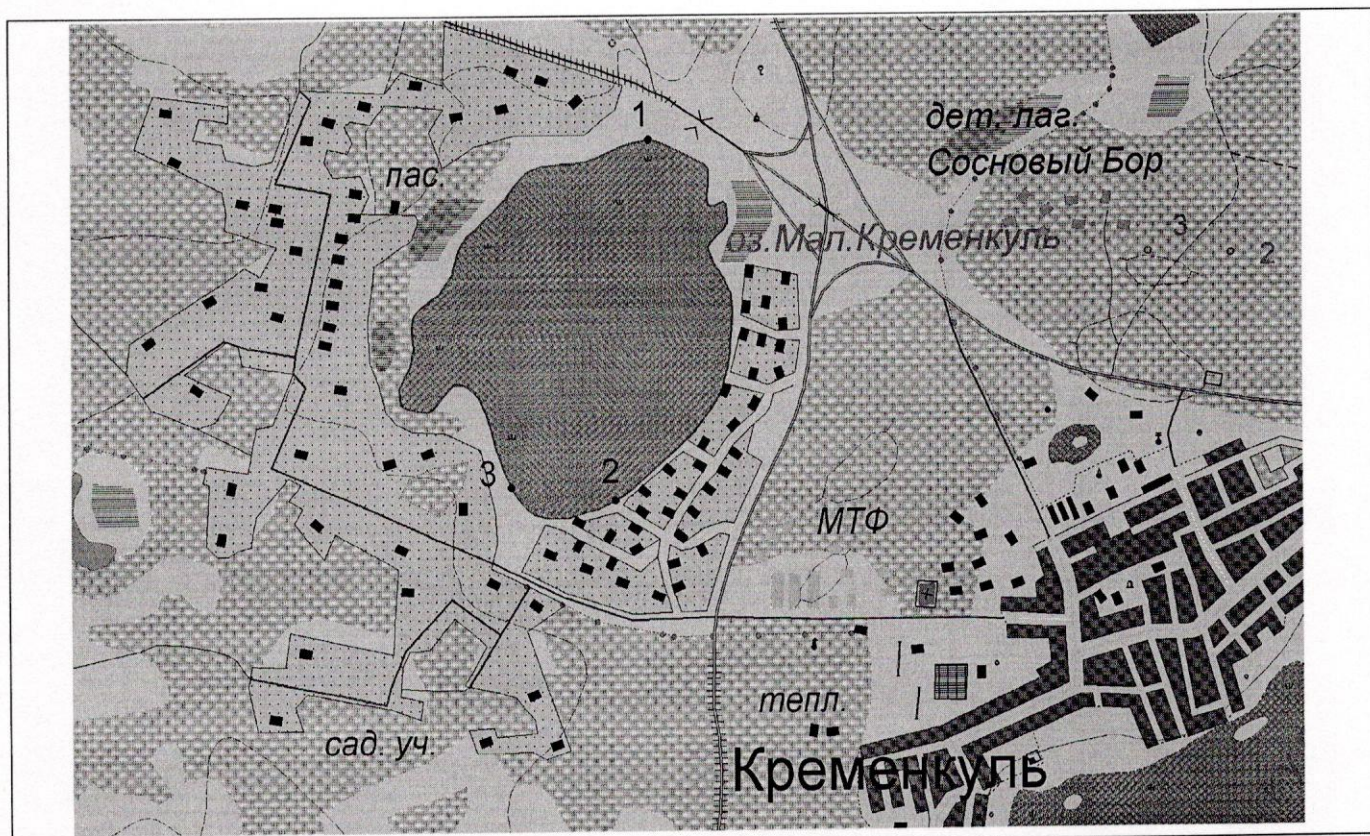 1
дет. лаг.
Сосновый Бор
пас.
оз.Мал.Кременкуль
3
2
3
2
МТФ
тепл.
сад. уч.
Кременкуль